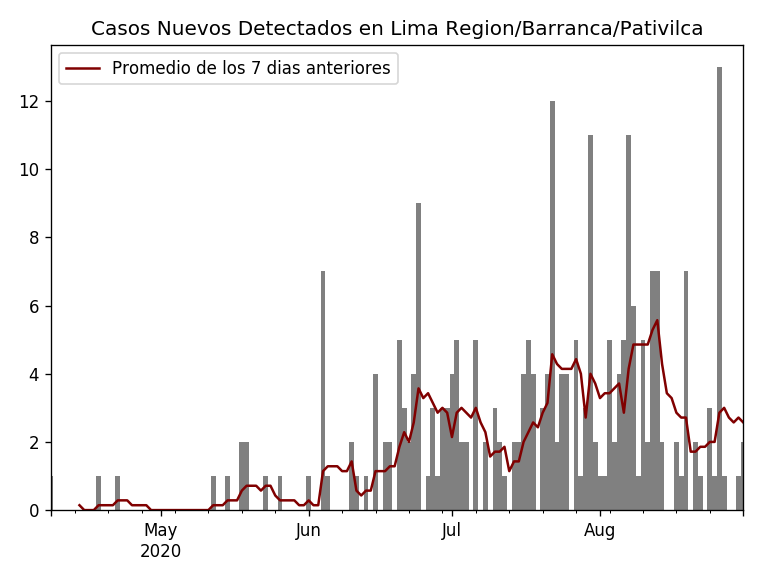 Casos Nuevos Detectados en Lima Region/Barranca/Pativilca
Promedio de los 7 dias anteriores
12
10
8
6
4
2
0
May
2020
Jun
Jul
Aug